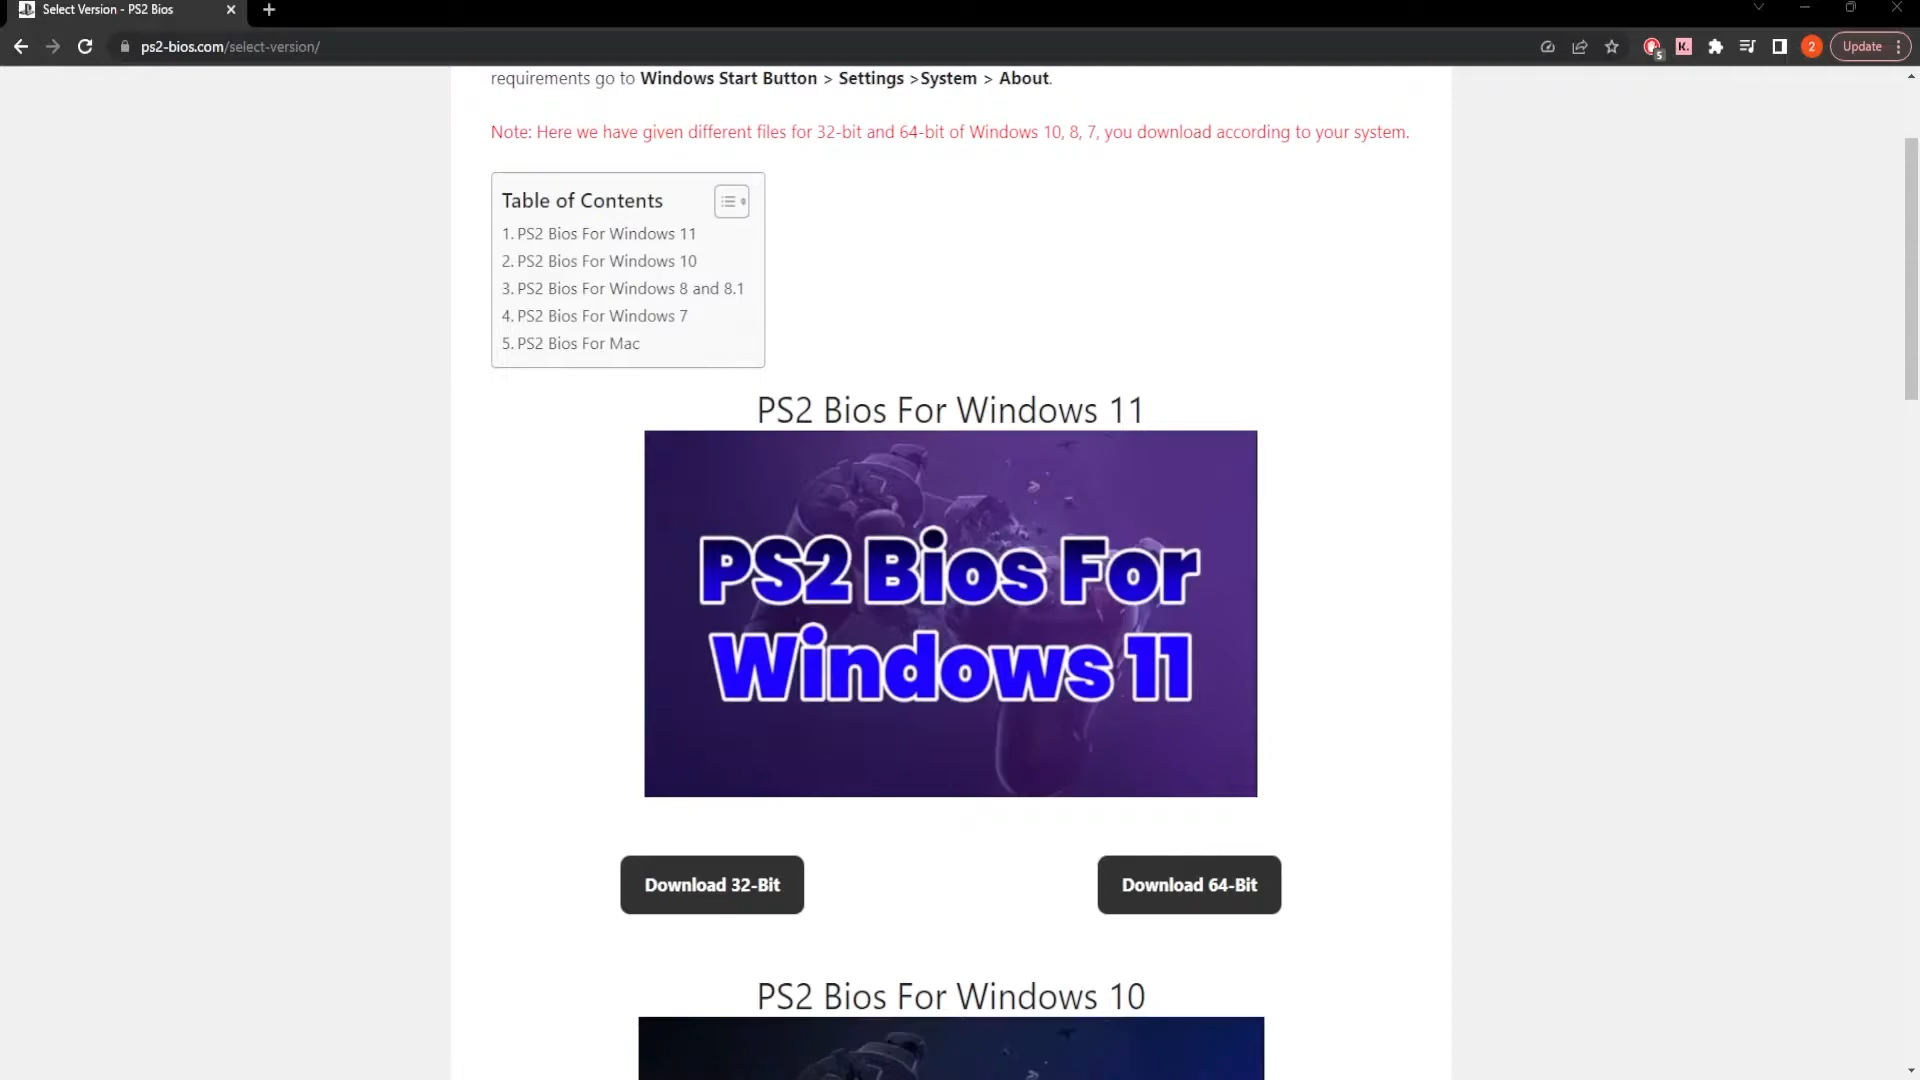 Select Version - PS2 Bios
ps2-bios.com/select-version/
5
K.
2
Update
requirements go to Windows Start Button > Settings >System > About.
Note: Here we have given different files for 32-bit and 64-bit of Windows 10, 8, 7, you download according to your system.
Table of Contents
1. PS2 Bios For Windows 11
2. PS2 Bios For Windows 10
3. PS2 Bios For Windows 8 and 8.1
4. PS2 Bios For Windows 7
5. PS2 Bios For Mac
PS2 Bios For Windows 11
PS2 Bios For
Windows 11
Download 32-Bit
Download 64-Bit
PS2 Bios For Windows 10